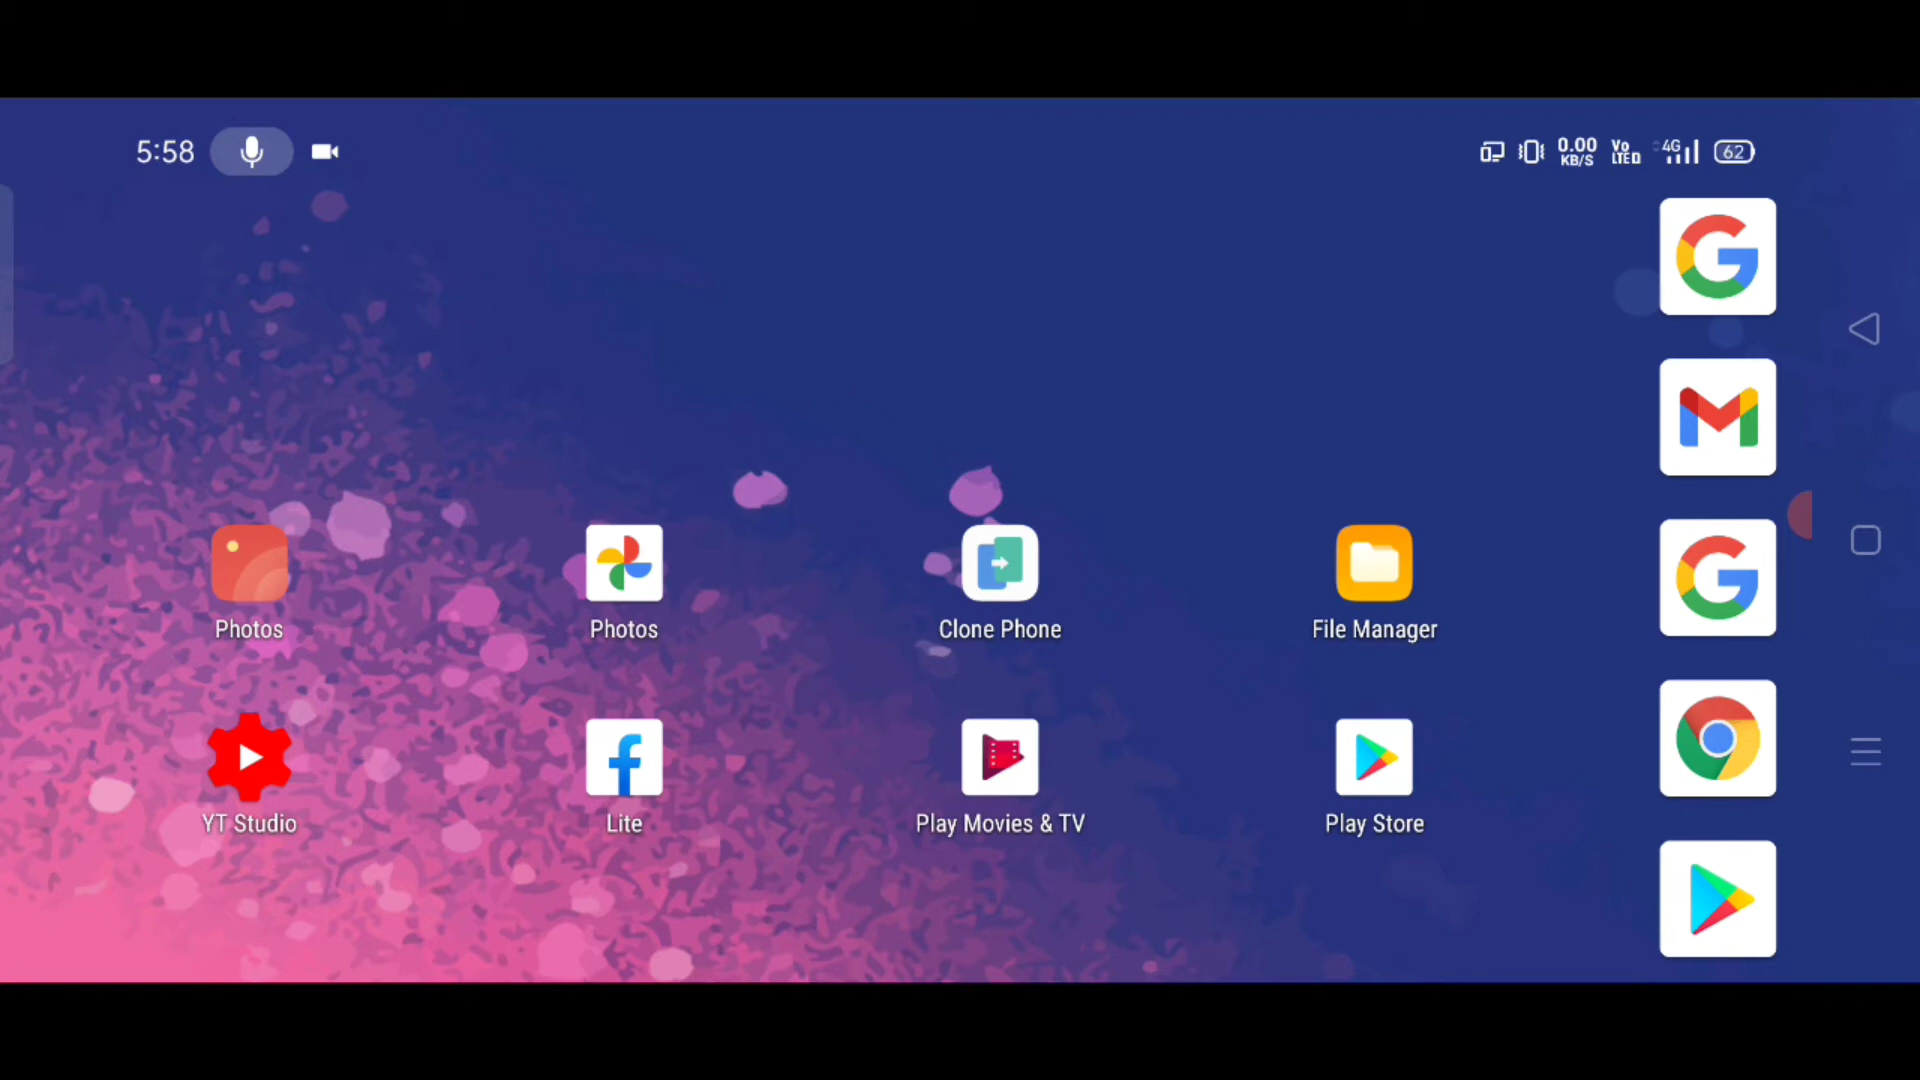 5:58
0.00 KB/S
Vo LTE
4G
62
Photos
Photos
Clone Phone
File Manager
YT Studio
Lite
Play Movies & TV
Play Store